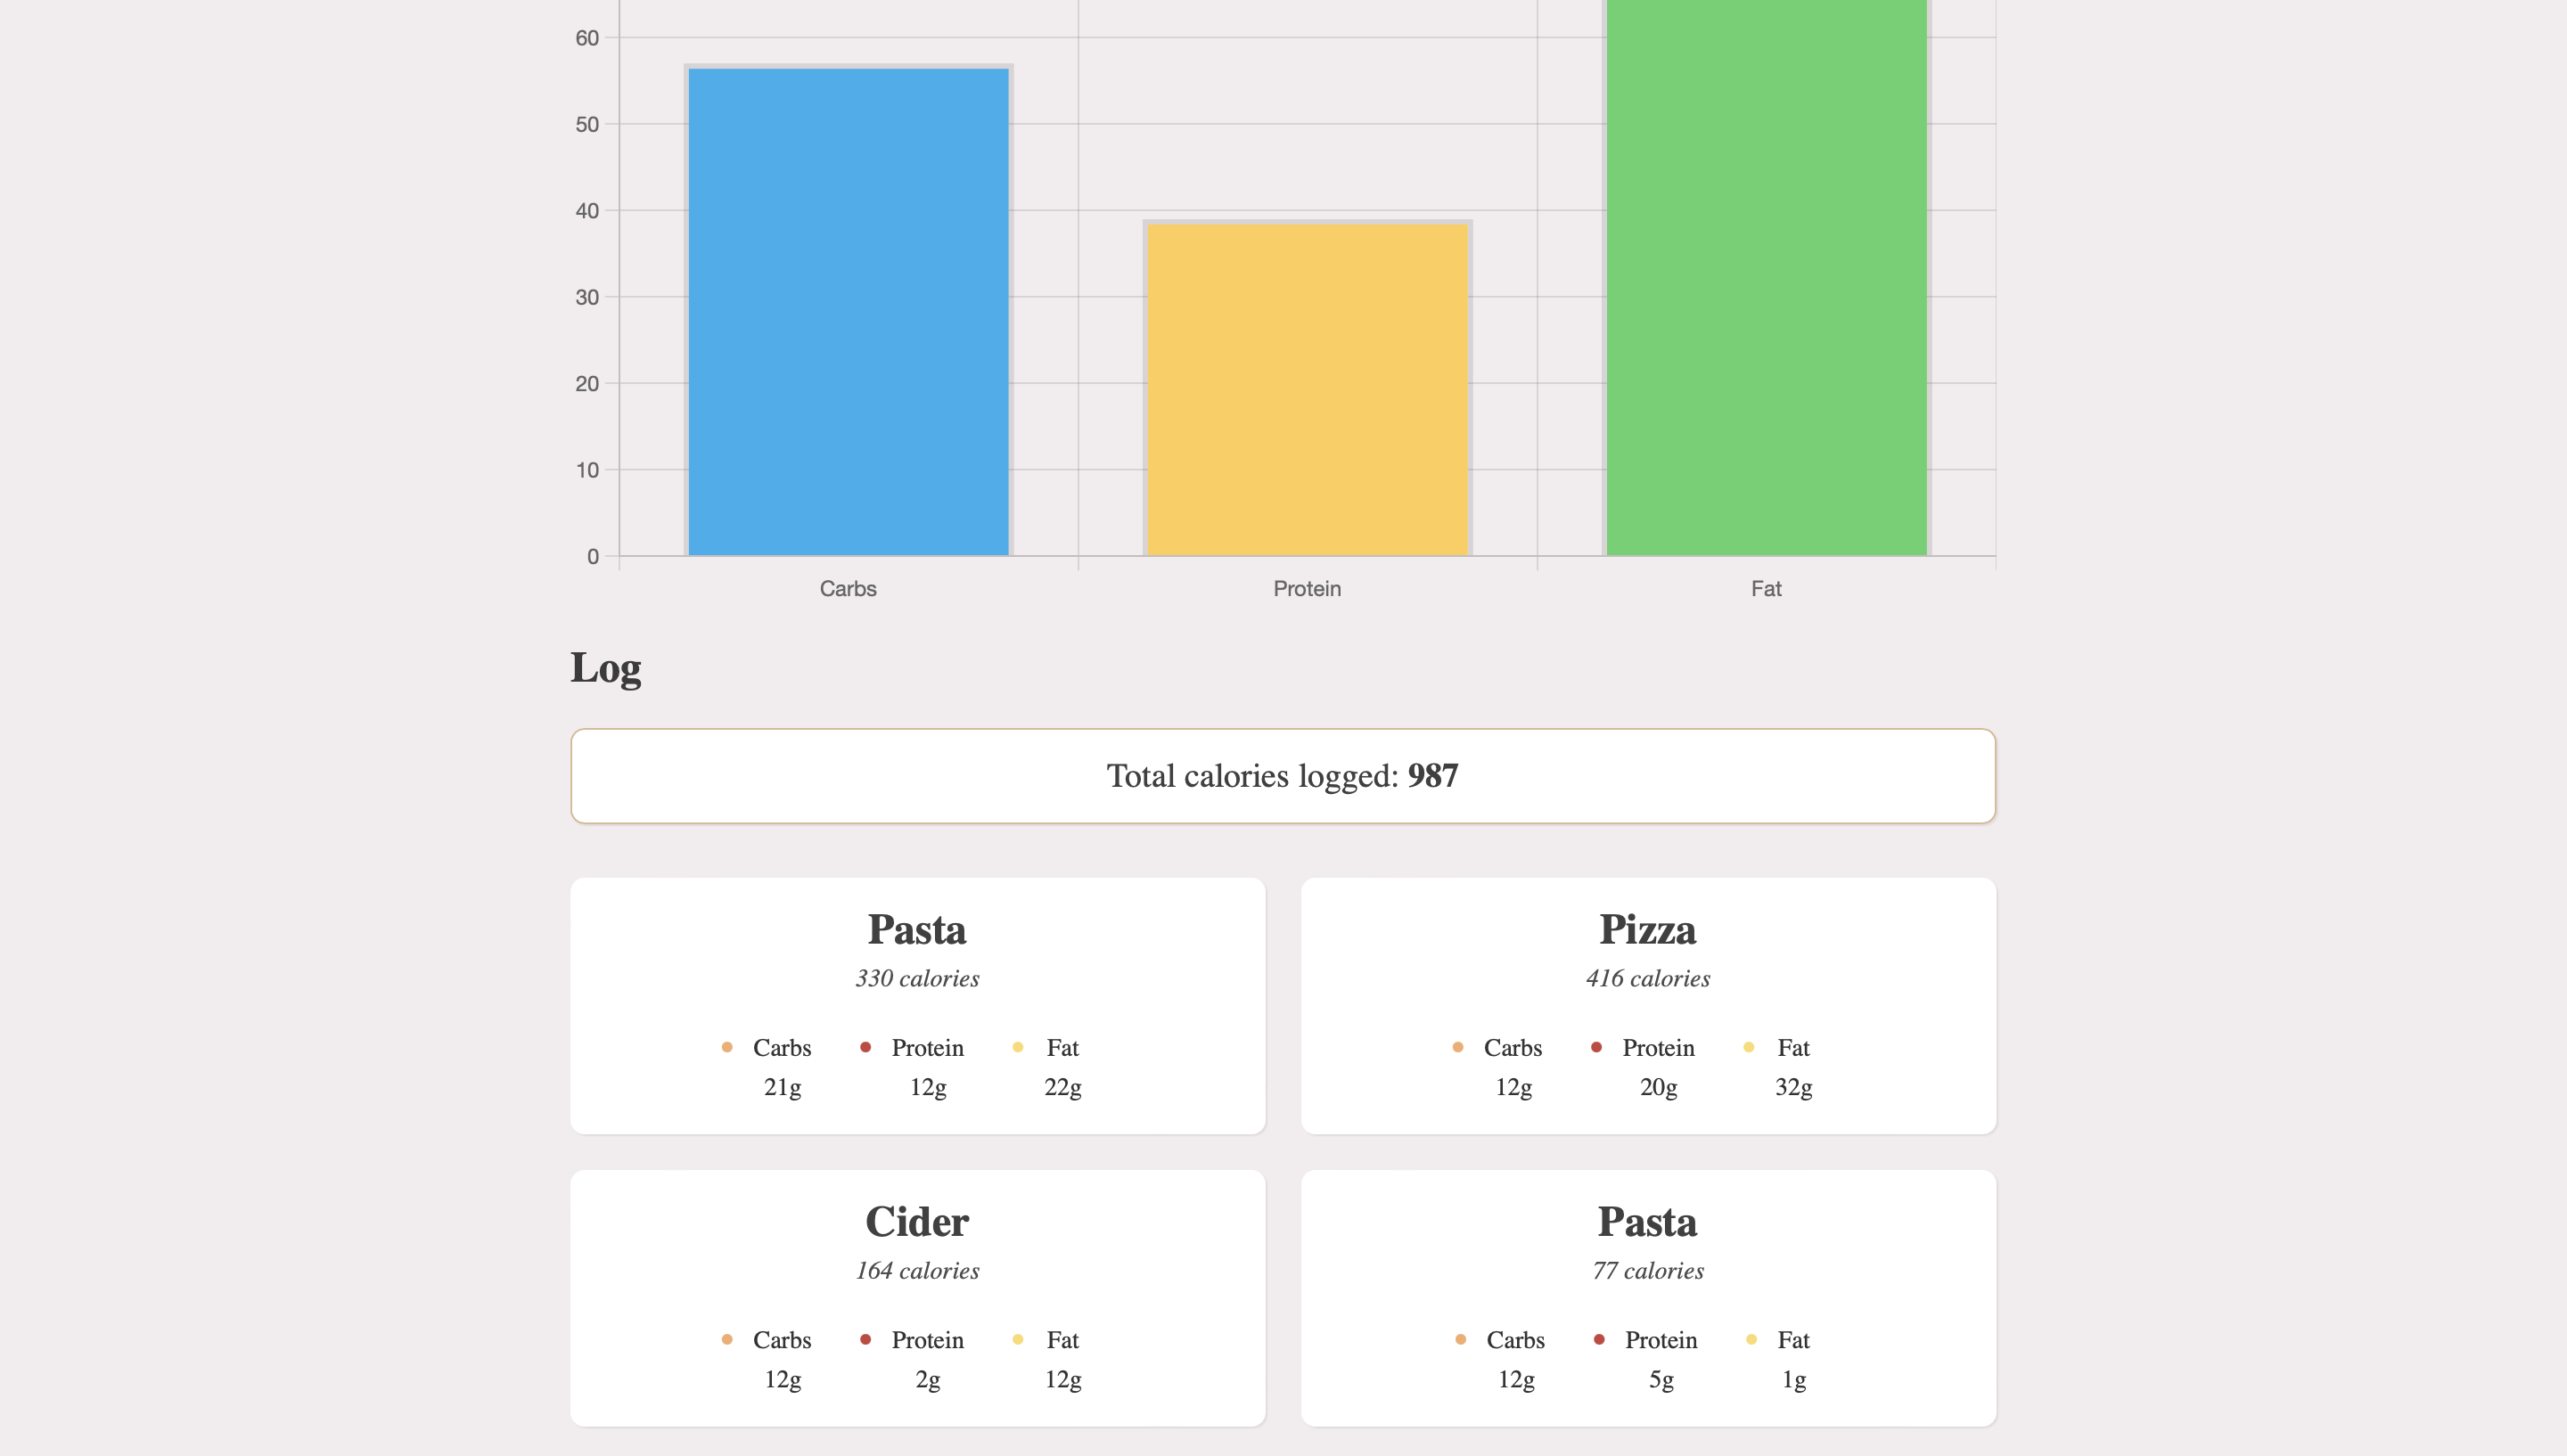 60
50
40
30
20
10
0
Carbs Protein Fat
Log
Total calories logged: 987
Pasta
330 calories
Carbs Protein Fat
21g 12g 22g
Pizza
416 calories
Carbs Protein Fat
12g 20g 32g
Cider
164 calories
Carbs Protein Fat
12g 2g 12g
Pasta
77 calories
Carbs Protein Fat
12g 5g 1g